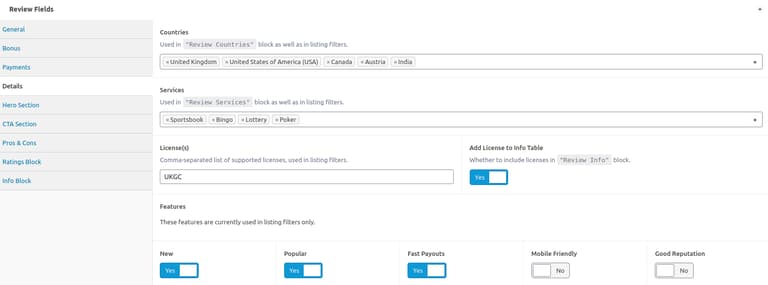 Review Fields
General
Bonus
Payments
Details
Hero Section
CTA Section
Pros & Cons
Ratings Block
Info Block
Countries
Used in "Review Countries" block as well as in listing filters.
× United Kingdom × United States of America (USA) × Canada × Austria × India
Services
Used in "Review Services" block as well as in listing filters.
× Sportsbook × Bingo × Lottery × Poker
License(s)
Comma-separated list of supported licenses, used in listing filters.
UKGC
Add License to Info Table
Whether to include licenses in "Review Info" block.
Yes
Features
These features are currently used in listing filters only.
New
Yes
Popular
Yes
Fast Payouts
Yes
Mobile Friendly
No
Good Reputation
No